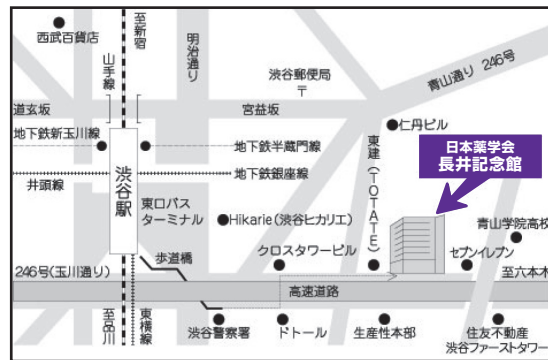 西武百貨店
至新宿
明治通り
山手線
渋谷郵便局
〒
青山通り 246号
道玄坂
宮益坂
仁丹ビル
地下鉄新玉川線
地下鉄半蔵門線
東建(TOTATE)
日本薬学会
長井記念館
渋谷駅
井頭線
地下鉄銀座線
東口バス
ターミナル
Hikarie(渋谷ヒカリエ)
青山学院高校
歩道橋
クロスタワービル
セブンイレブン
246号(玉川通り)
至六本木
高速道路
至品川
東横線
渋谷警察署
ドトール
生産性本部
住友不動産
渋谷ファーストタワー